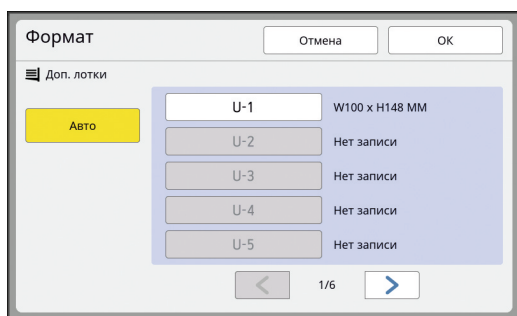 Формат
Отмена
ОК
Доп. лотки
Авто
U-1 W100 x H148 MM
U-2 Нет записи
U-3 Нет записи
U-4 Нет записи
U-5 Нет записи
1/6